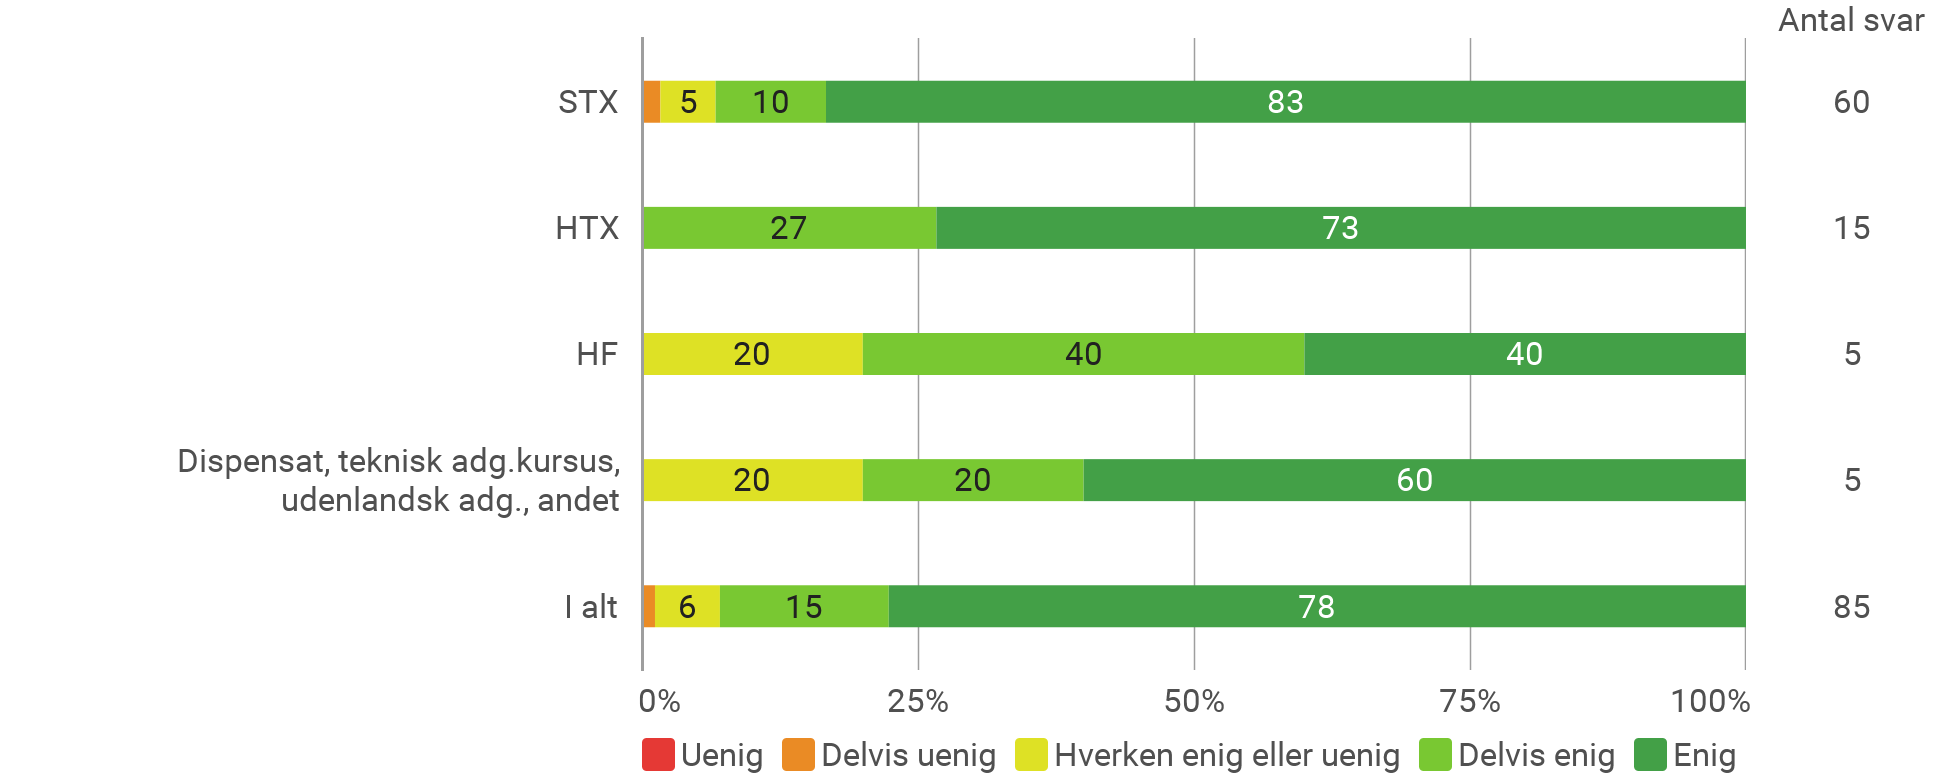 Antal svar
STX 5 10 83 60
HTX 27 73 15
HF 20 40 40 5
Dispensat, teknisk adg.kursus,
udenlandsk adg., andet 20 20 60 5
I alt 6 15 78 85
0% 25% 50% 75% 100%
Uenig Delvis uenig Hverken enig eller uenig Delvis enig Enig